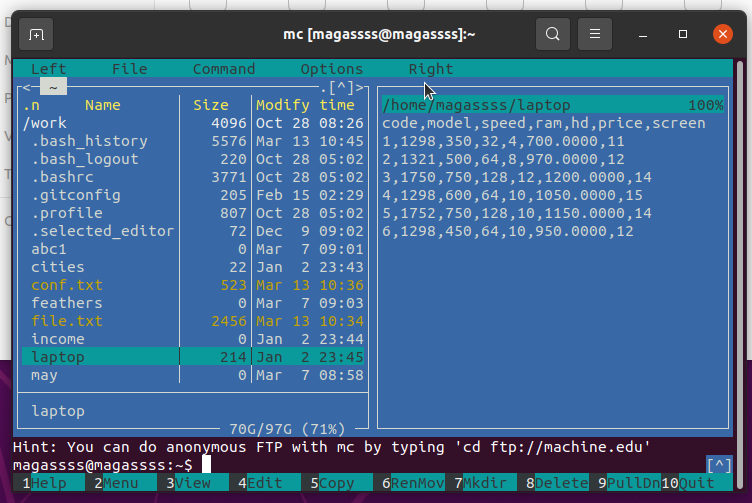 mc [magassss@magassss]:~
Left File Command Options Right
<─ ~ ─.[^]>
.n Name Size Modify time
/work 4096 Oct 28 08:26
.bash_history 5576 Mar 13 10:45
.bash_logout 220 Oct 28 05:02
.bashrc 3771 Oct 28 05:02
.gitconfig 205 Feb 15 02:29
.profile 807 Oct 28 05:02
.selected_editor 72 Dec 9 09:02
abc1 0 Mar 7 09:01
cities 22 Jan 2 23:43
conf.txt 523 Mar 13 10:36
feathers 0 Mar 7 09:03
file.txt 2456 Mar 13 10:34
income 0 Jan 2 23:44
laptop 214 Jan 2 23:45
may 0 Mar 7 08:58
laptop
70G/97G (71%)
/home/magassss/laptop 100%
code,model,speed,ram,hd,price,screen
1,1298,350,32,4,700.0000,11
2,1321,500,64,8,970.0000,12
3,1750,750,128,12,1200.0000,14
4,1298,600,64,10,1050.0000,15
5,1752,750,128,10,1150.0000,14
6,1298,450,64,10,950.0000,12
Hint: You can do anonymous FTP with mc by typing 'cd ftp://machine.edu'
magassss@magassss:~$ [^]
1Help 2Menu 3View 4Edit 5Copy 6RenMov 7Mkdir 8Delete 9PullDn 10Quit